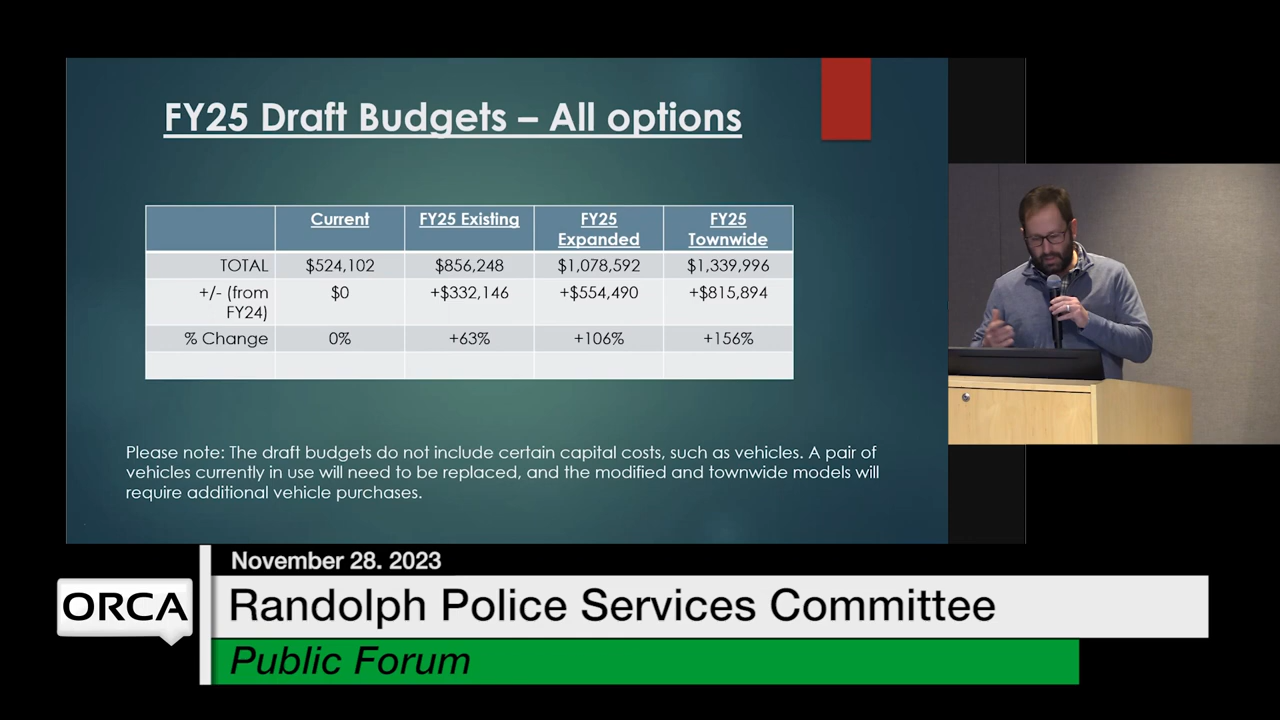 FY25 Draft Budgets – All options
Current FY25 Existing FY25 Expanded FY25 Townwide
TOTAL $524,102 $856,248 $1,078,592 $1,339,996
+/- (from FY24) $0 +$332,146 +$554,490 +$815,894
% Change 0% +63% +106% +156%
Please note: The draft budgets do not include certain capital costs, such as vehicles. A pair of
vehicles currently in use will need to be replaced, and the modified and townwide models will
require additional vehicle purchases.
November 28. 2023
ORCA
Randolph Police Services Committee
Public Forum